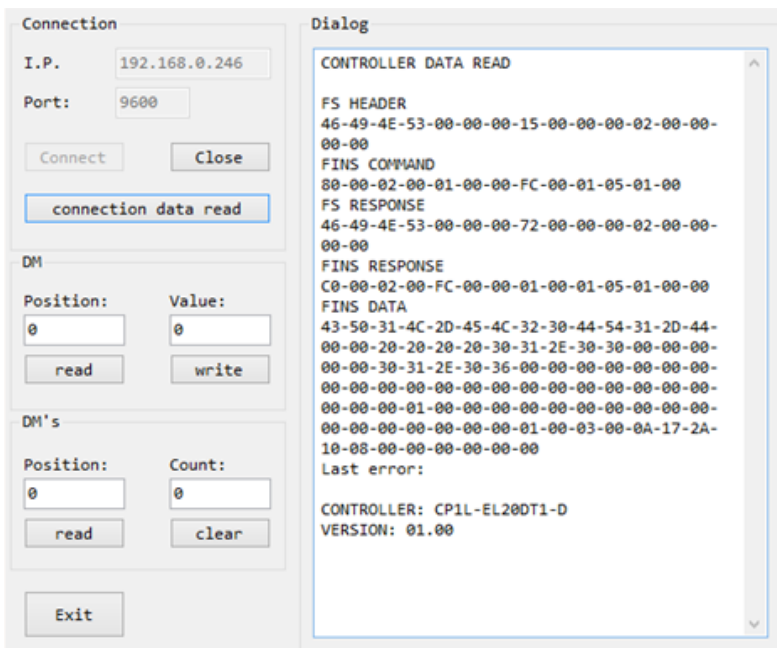 Connection
I.P. 192.168.0.246
Port: 9600
Connect Close
connection data read
DM
Position: Value:
0 0
read write
DM's
Position: Count:
0 0
read clear
Exit
Dialog
CONTROLLER DATA READ
FS HEADER
46-49-4E-53-00-00-00-15-00-00-00-02-00-00-
00-00
FINS COMMAND
80-00-02-00-01-00-00-FC-00-01-05-01-00
FS RESPONSE
46-49-4E-53-00-00-00-72-00-00-00-02-00-00-
00-00
FINS RESPONSE
C0-00-02-00-FC-00-00-01-00-01-05-01-00-00
FINS DATA
43-50-31-4C-2D-45-4C-32-30-44-54-31-2D-44-
00-00-20-20-20-20-30-31-2E-30-30-00-00-00-
00-00-30-31-2E-30-36-00-00-00-00-00-00-00-
00-00-00-00-00-00-00-00-00-00-00-00-00-00-
00-00-00-01-00-00-00-00-00-00-00-00-00-00-
00-00-00-00-00-00-00-01-00-03-00-0A-17-2A-
10-08-00-00-00-00-00-00
Last error:
CONTROLLER: CP1L-EL20DT1-D
VERSION: 01.00